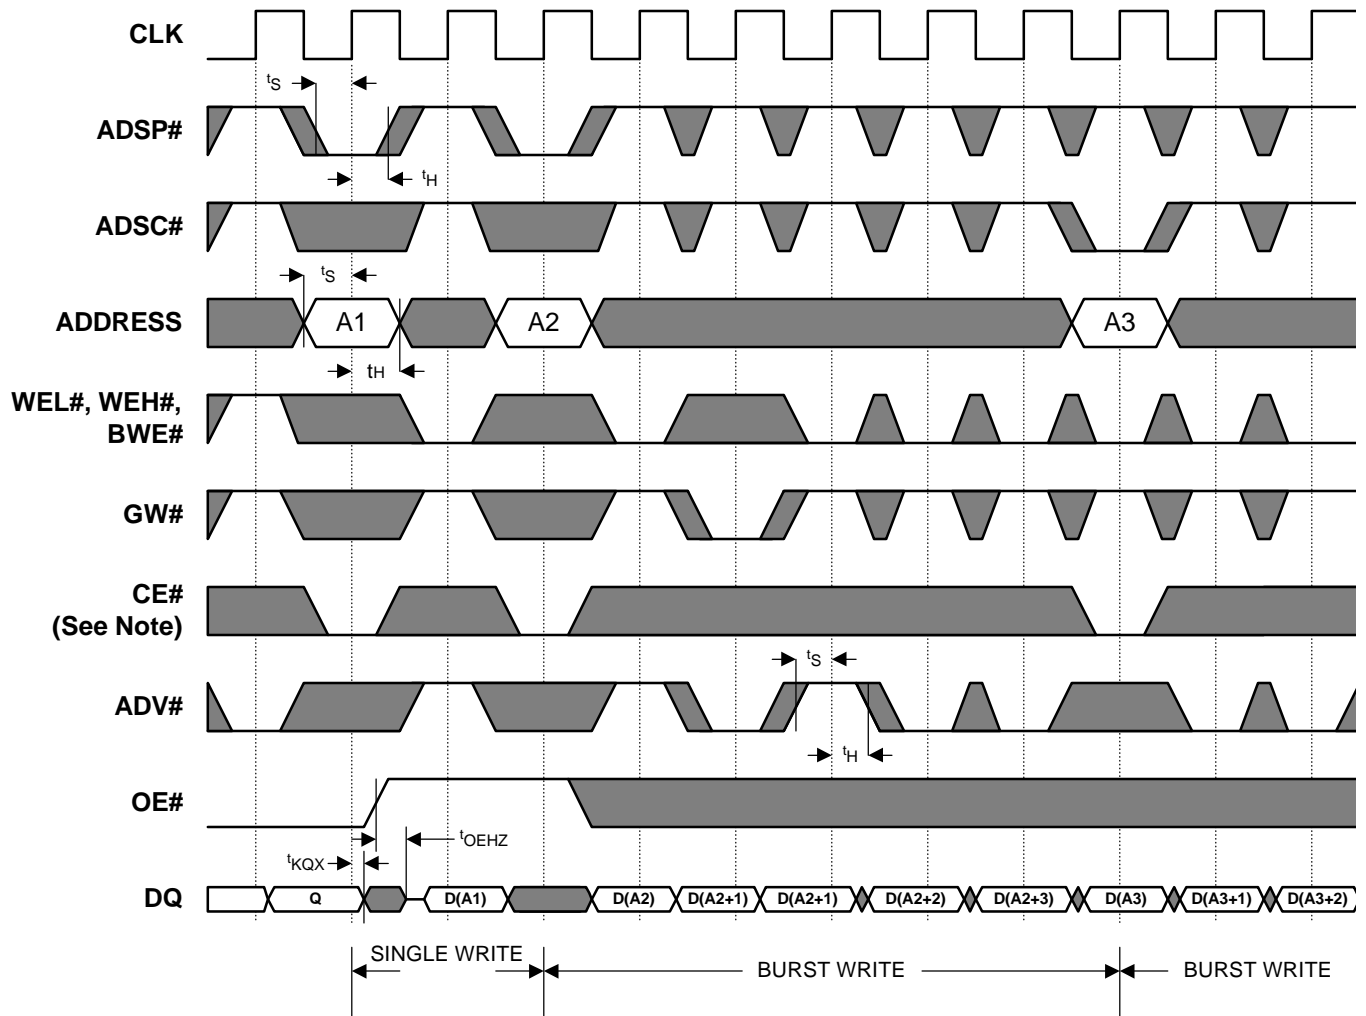 CLK
tS
ADSP#
tH
ADSC#
tS
ADDRESS
A1
A2
A3
tH
WEL#, WEH#,
BWE#
GW#
CE#
(See Note)
tS
ADV#
tH
OE#
tOEHZ
tKQX
DQ
Q
D(A1)
D(A2)
D(A2+1)
D(A2+1)
D(A2+2)
D(A2+3)
D(A3)
D(A3+1)
D(A3+2)
SINGLE WRITE
BURST WRITE
BURST WRITE